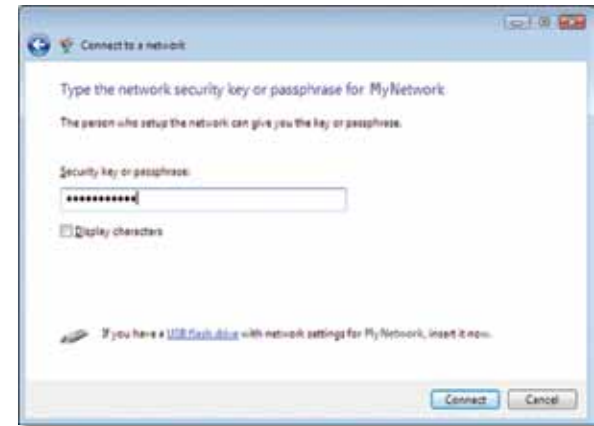 Connect to a network
Type the network security key or passphrase for MyNetwork
The person who setup the network can give you the key or passphrase.
Security key or passphrase:
•••••••••••
Display characters
If you have a USB flash drive with network settings for MyNetwork, insert it now.
Connect Cancel